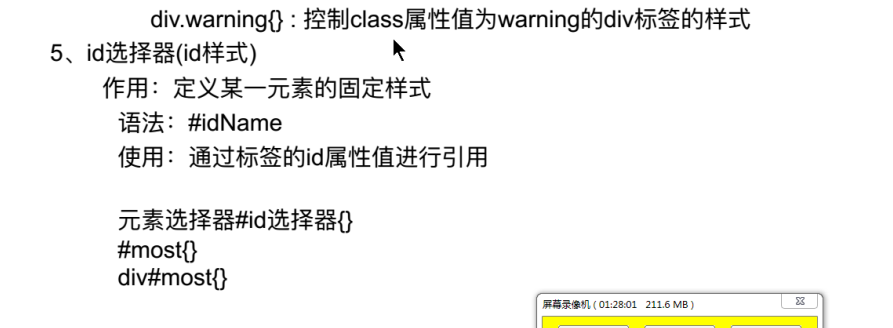 div.warning{} : 控制class属性值为warning的div标签的样式
5、id选择器(id样式)
作用：定义某一元素的固定样式
语法：#idName
使用：通过标签的id属性值进行引用
元素选择器#id选择器{}
#most{}
div#most{}
屏幕录像机 ( 01:28:01 211.6 MB )